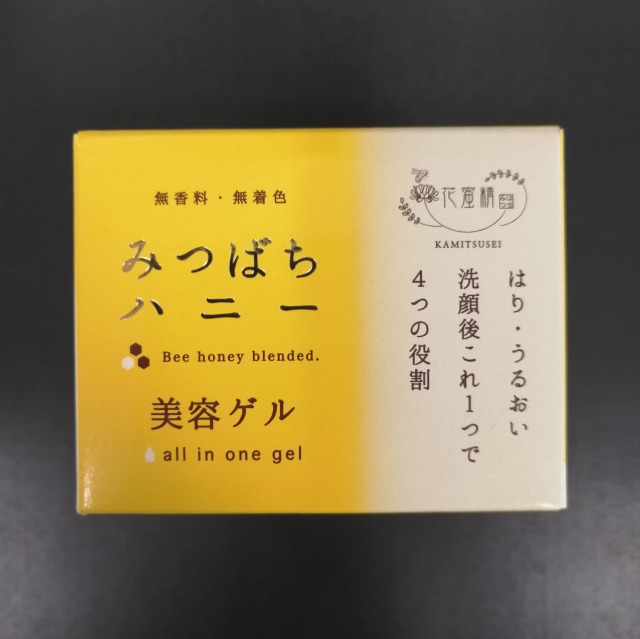 無香料・無着色
みつばち
ハニー
Bee honey blended.
美容ゲル
all in one gel
花蜜精
KAMITSUSEI
はり・うるおい
洗顔後これ1つで
4つの役割